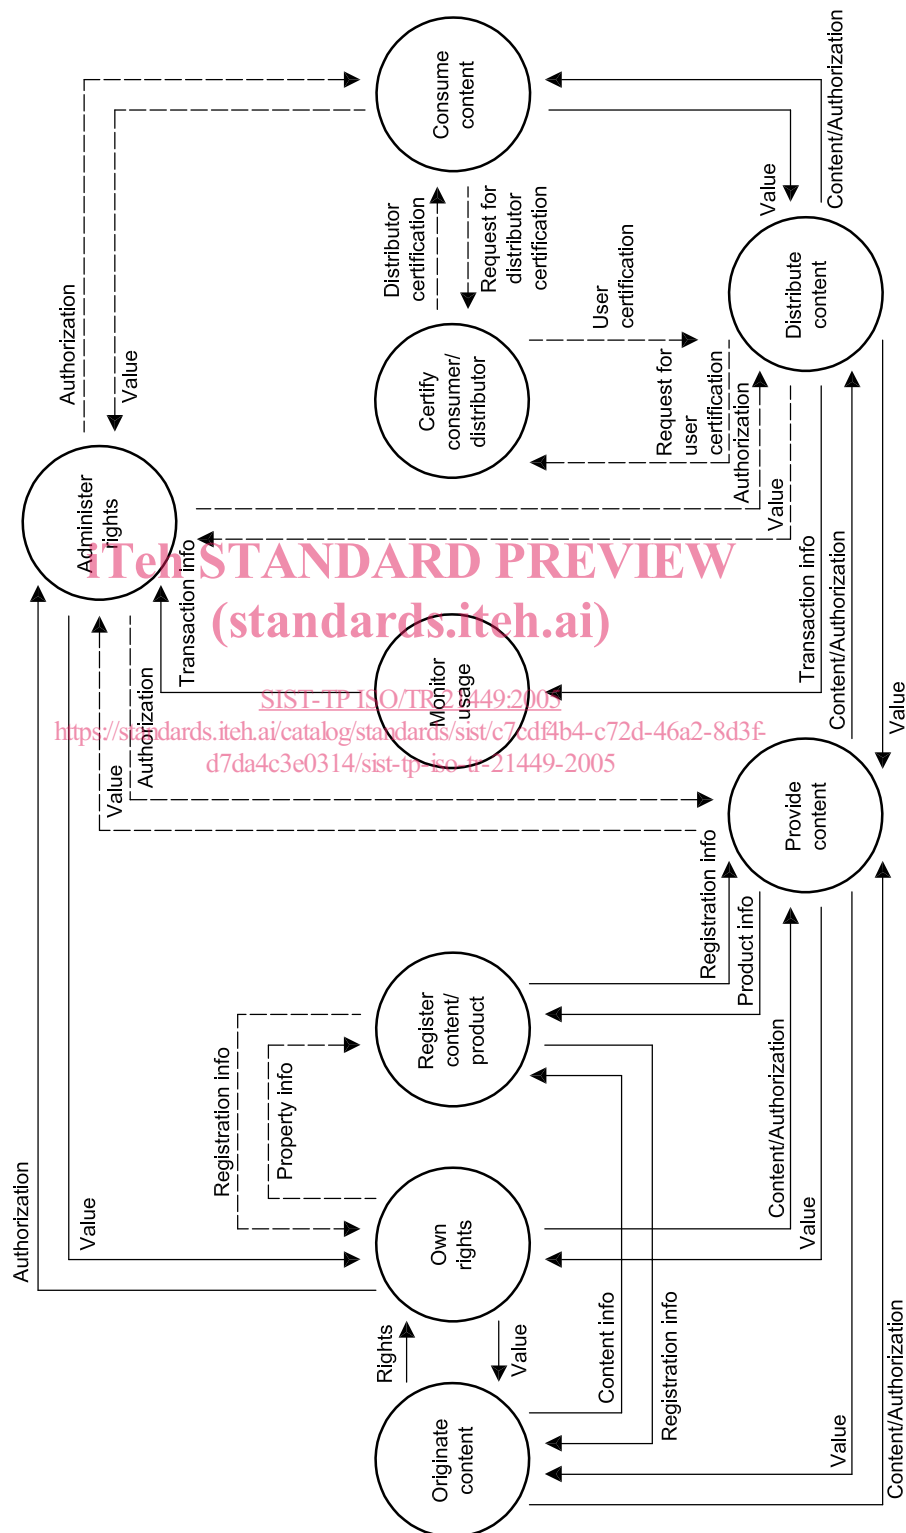 Authorization
Value
Administer
rights
Authorization
Value
Transaction info
Value
Authorization
Consume
content
Distributor
certification
Request for
distributor
certification
Certify
consumer/
distributor
User
certification
Request for
user
certification
Authorization
Value
Value
Content/Authorization
Distribute
content
Monitor
usage
Transaction info
Content/Authorization
Value
Provide
content
Registration info
Product info
Register
content/
product
Registration info
Property info
Own
rights
Content/Authorization
Value
Rights
Value
Content info
Registration info
Originate
content
Value
Content/Authorization
iTeh STANDARD PREVIEW
(standards.iteh.ai)
SIST-TP ISO/TR 21449:2005
https://standards.iteh.ai/catalog/standards/sist/c7cdf4b4-c72d-46a2-8d3f-
d7da4c3e0314/sist-tp-iso-tr-21449-2005